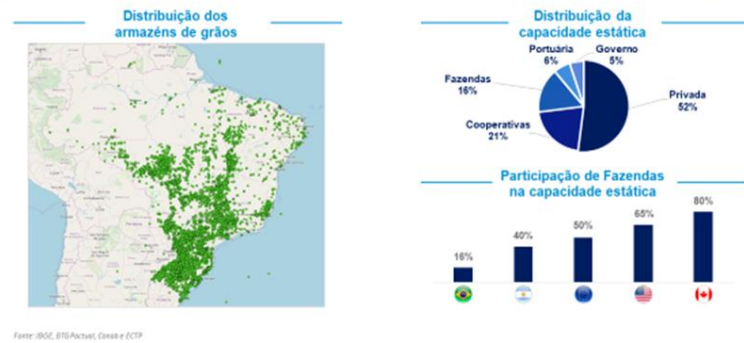 Distribuição dos
armazéns de grãos
Distribuição da
capacidade estática
Portuária
6%
Governo
5%
Fazendas
16%
Privada
52%
Cooperativas
21%
Participação de Fazendas
na capacidade estática
16%
40%
50%
65%
80%
Fonte: IBGE, BTG Pactual, Conab e ECTP